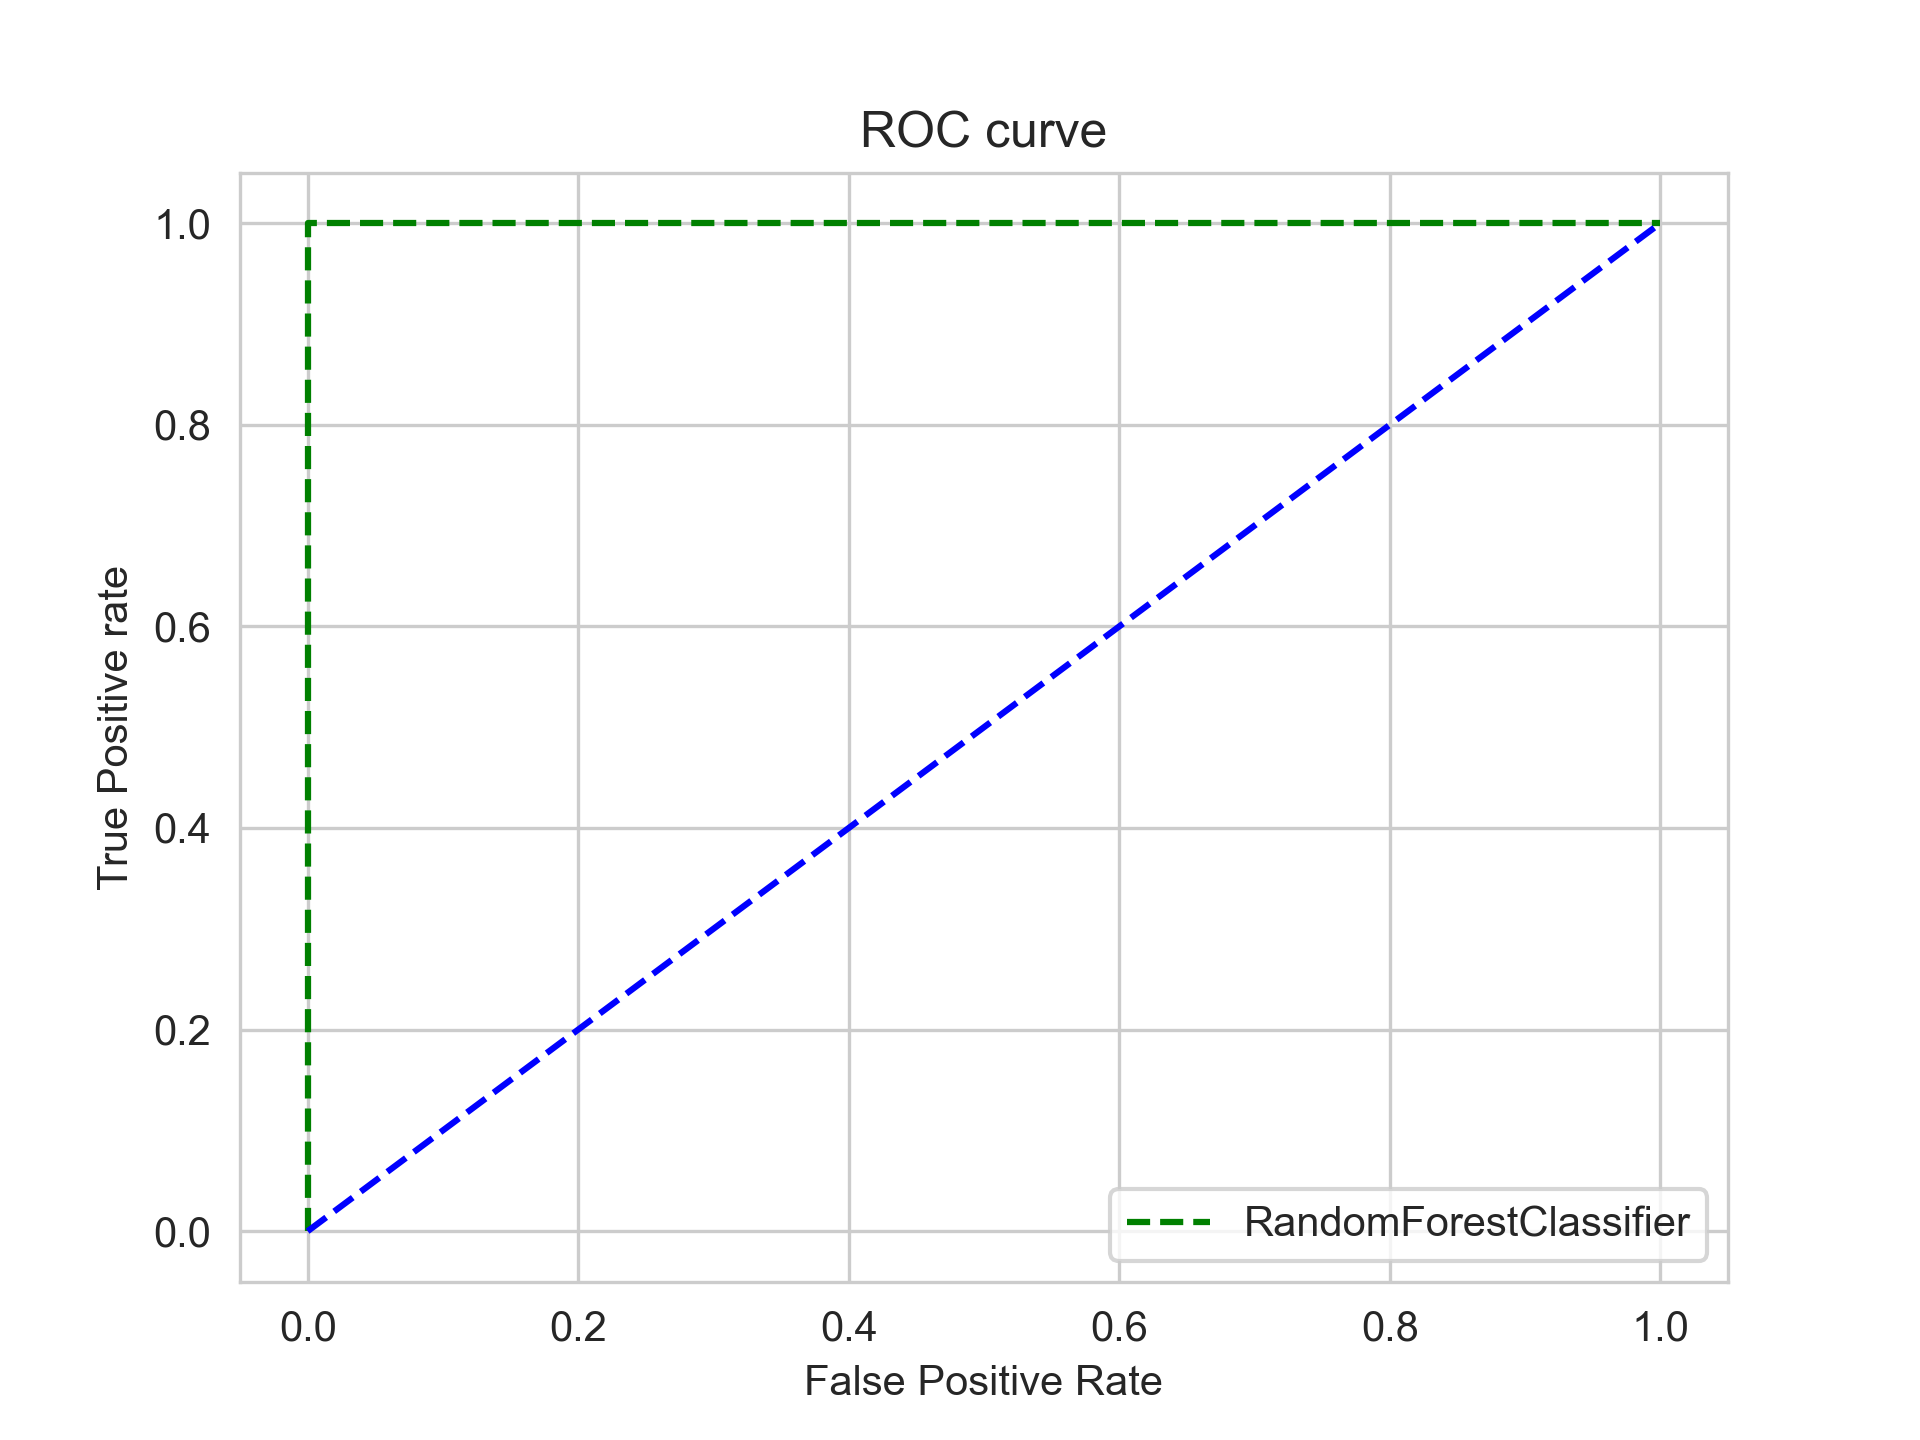 ROC curve
1.0
0.8
0.6
0.4
0.2
0.0
True Positive rate
RandomForestClassifier
0.0 0.2 0.4 0.6 0.8 1.0
False Positive Rate